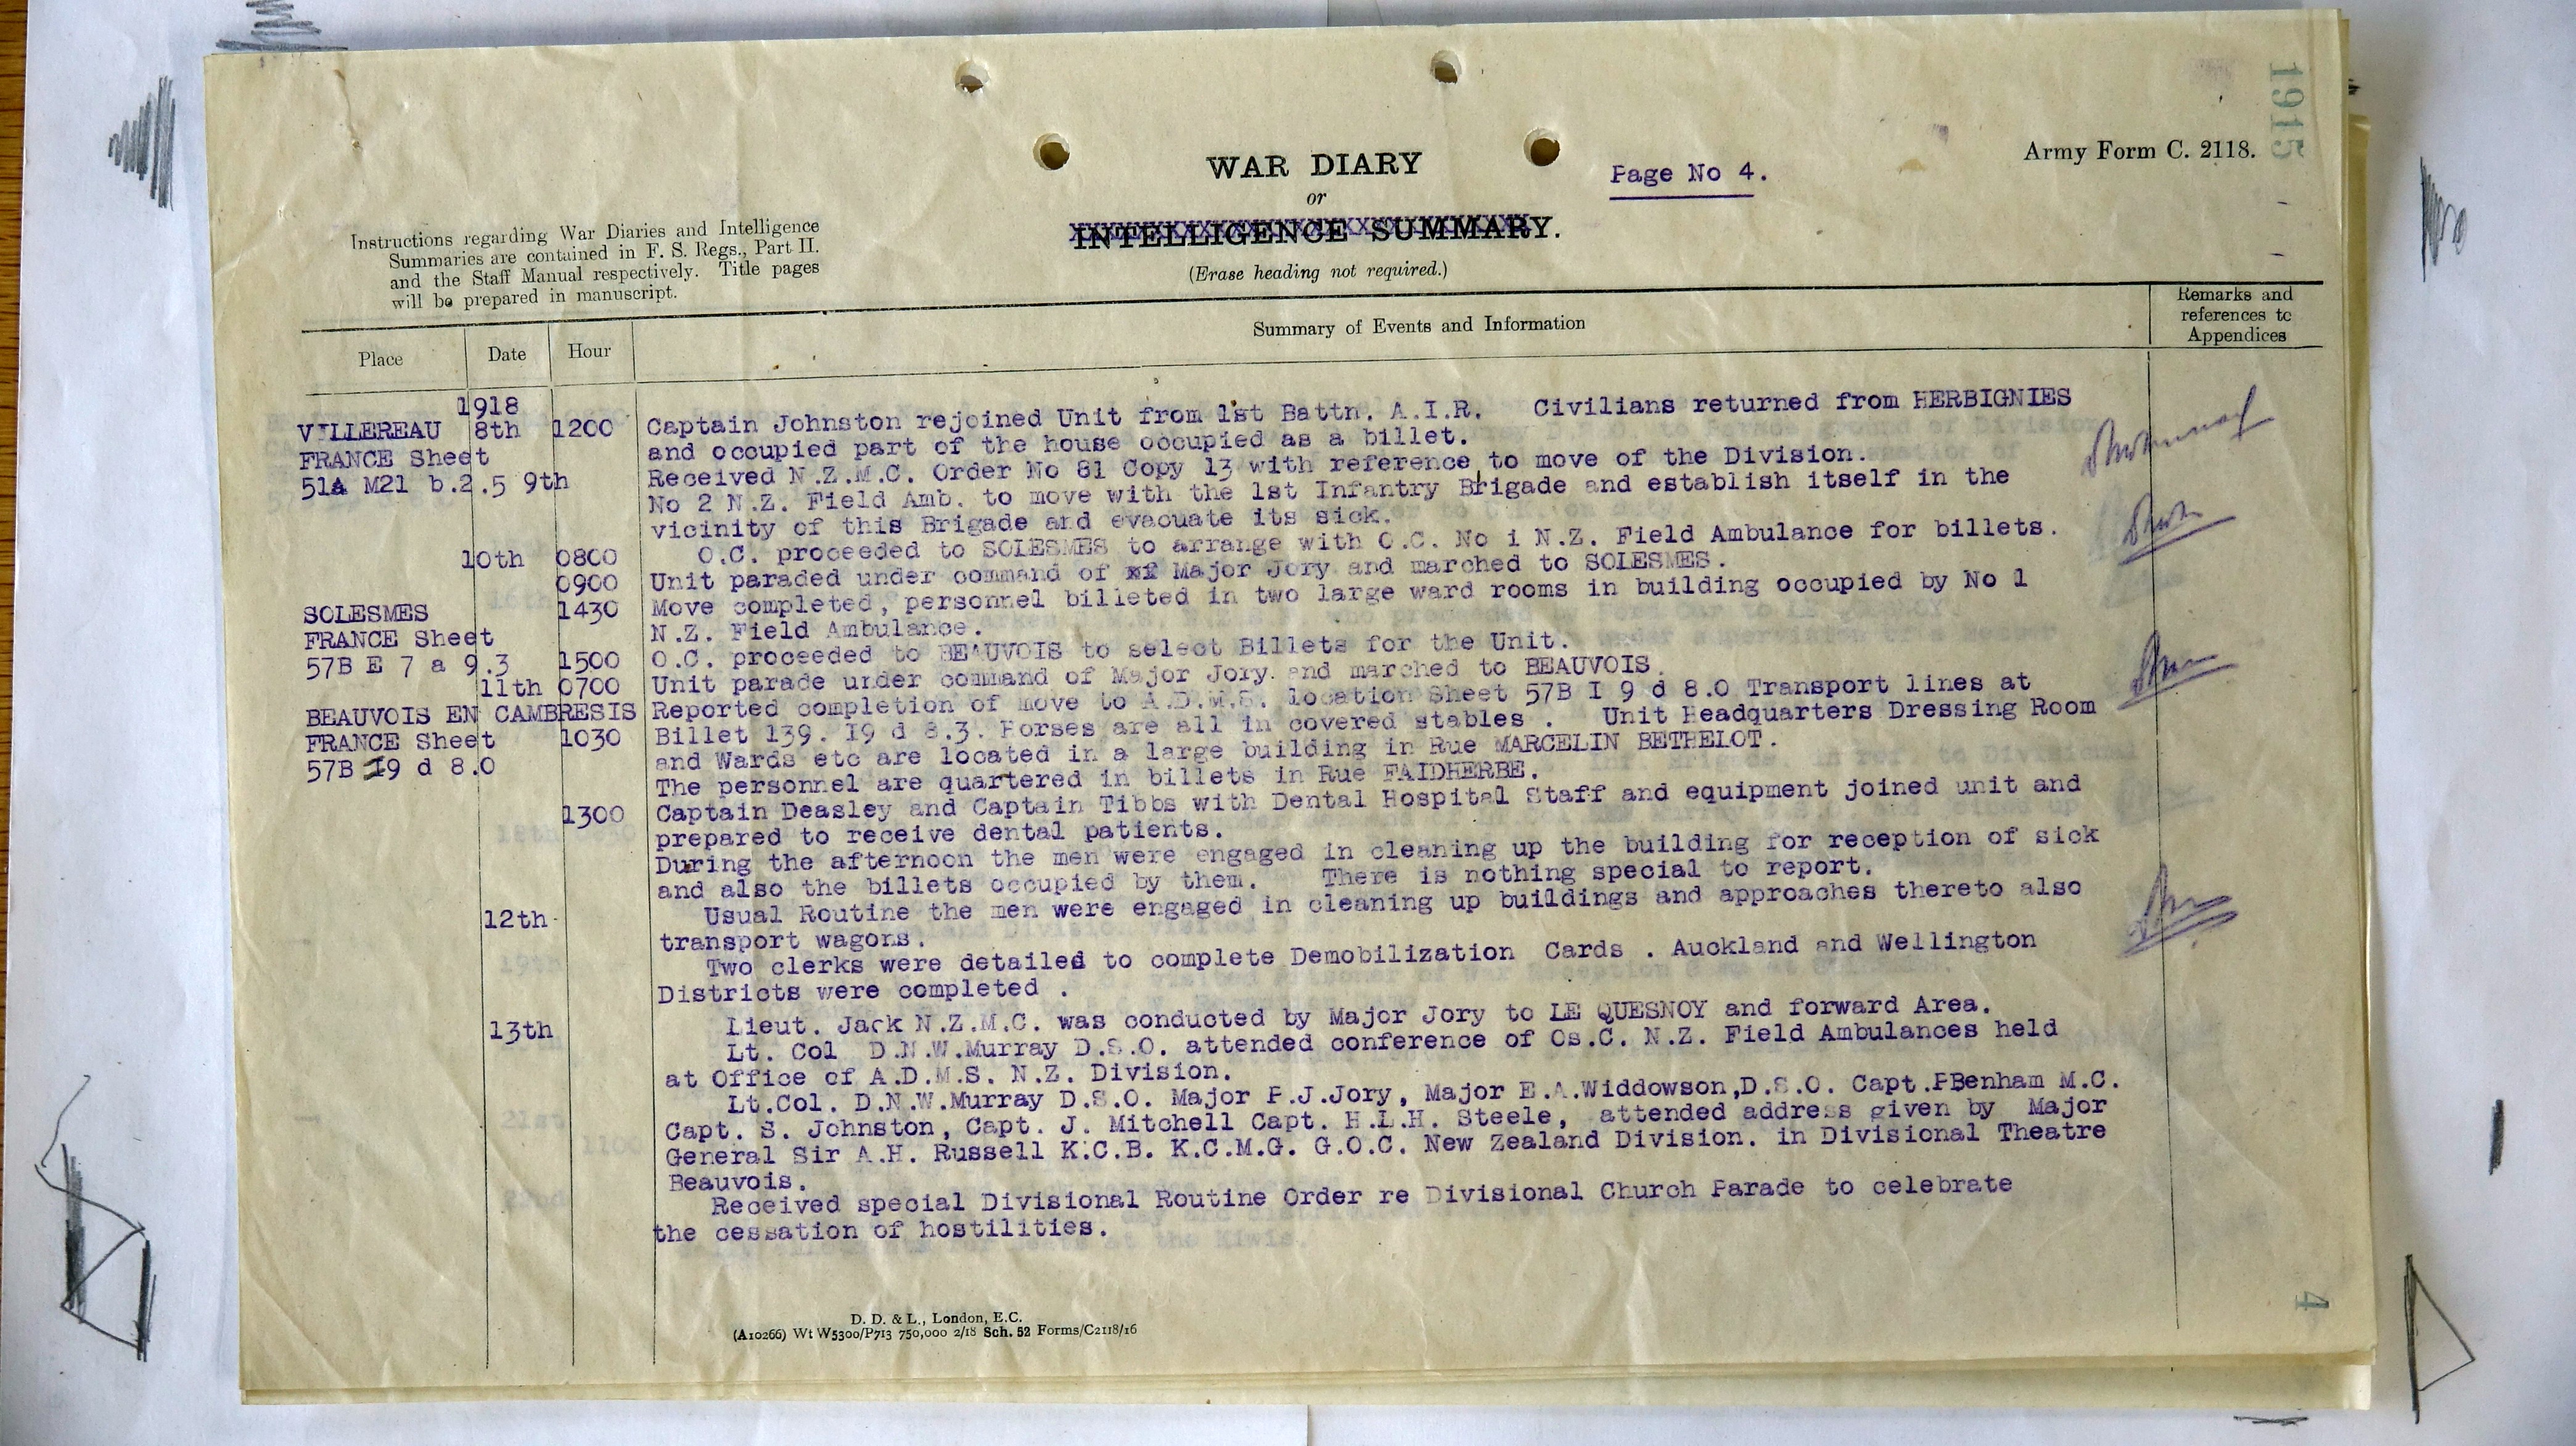 1915
Army Form C. 2118.
WAR DIARY
Page No 4.
or
INTELLIGENCE SUMMARY.
(Erase heading not required.)
Instructions regarding War Diaries and Intelligence
Summaries are contained in F. S. Regs., Part II.
and the Staff Manual respectively. Title pages
will be prepared in manuscript.
Place Date Hour Summary of Events and Information Remarks and references to Appendices
1918
VILLEREAU 8th 1200 Captain Johnston rejoined Unit from 1st Battn. A.I.R. Civilians returned from HERBIGNIES
FRANCE Sheet and occupied part of the house occupied as a billet.
51A M21 b.2.5 9th Received N.Z.M.C. Order No 81 Copy 13 with reference to move of the Division.
No 2 N.Z. Field Amb. to move with the 1st Infantry Brigade and establish itself in the
vicinity of this Brigade and evacuate its sick.
10th 0800 O.C. proceeded to SOLESMES to arrange with O.C. No 1 N.Z. Field Ambulance for billets.
0900 Unit paraded under command of Major Jory and marched to SOLESMES.
SOLESMES 1430 Move completed, personnel billeted in two large ward rooms in building occupied by No 1
FRANCE Sheet N.Z. Field Ambulance.
57B E 7 a 9.3 1500 O.C. proceeded to BEAUVOIS to select Billets for the Unit.
11th 0700 Unit parade under command of Major Jory and marched to BEAUVOIS.
BEAUVOIS EN CAMBRESIS Reported completion of move to A.D.M.S. location Sheet 57B I 9 d 8.0 Transport lines at
FRANCE Sheet 1030 Billet 139. I9 d 8.3. Horses are all in covered stables . Unit Headquarters Dressing Room
57B I9 d 8.0 and Wards etc are located in a large building in Rue MARCELIN BETHELOT.
The personnel are quartered in billets in Rue FAIDHERBE.
1300 Captain Deasley and Captain Tibbs with Dental Hospital Staff and equipment joined unit and
prepared to receive dental patients.
During the afternoon the men were engaged in cleaning up the building for reception of sick
and also the billets occupied by them. There is nothing special to report.
12th Usual Routine the men were engaged in cleaning up buildings and approaches thereto also
transport wagons.
Two clerks were detailed to complete Demobilization Cards . Auckland and Wellington
Districts were completed .
13th Lieut. Jack N.Z.M.C. was conducted by Major Jory to LE QUESNOY and forward Area.
Lt. Col D.N.W.Murray D.S.O. attended conference of Os.C. N.Z. Field Ambulances held
at Office of A.D.M.S. N.Z. Division.
Lt.Col. D.N.W.Murray D.S.O. Major P.J.Jory, Major E.A.Widdowson,D.S.O. Capt.PBenham M.C.
Capt. S. Johnston, Capt. J. Mitchell Capt. H.L.H. Steele, attended address given by Major
General Sir A.H. Russell K.C.B. K.C.M.G. G.O.C. New Zealand Division. in Divisional Theatre
Beauvois.
Received special Divisional Routine Order re Divisional Church Parade to celebrate
the cessation of hostilities.
4
D. D. & L., London, E.C.
(A10266) Wt W5300/P713 750,000 2/18 Sch. 52 Forms/C2118/16